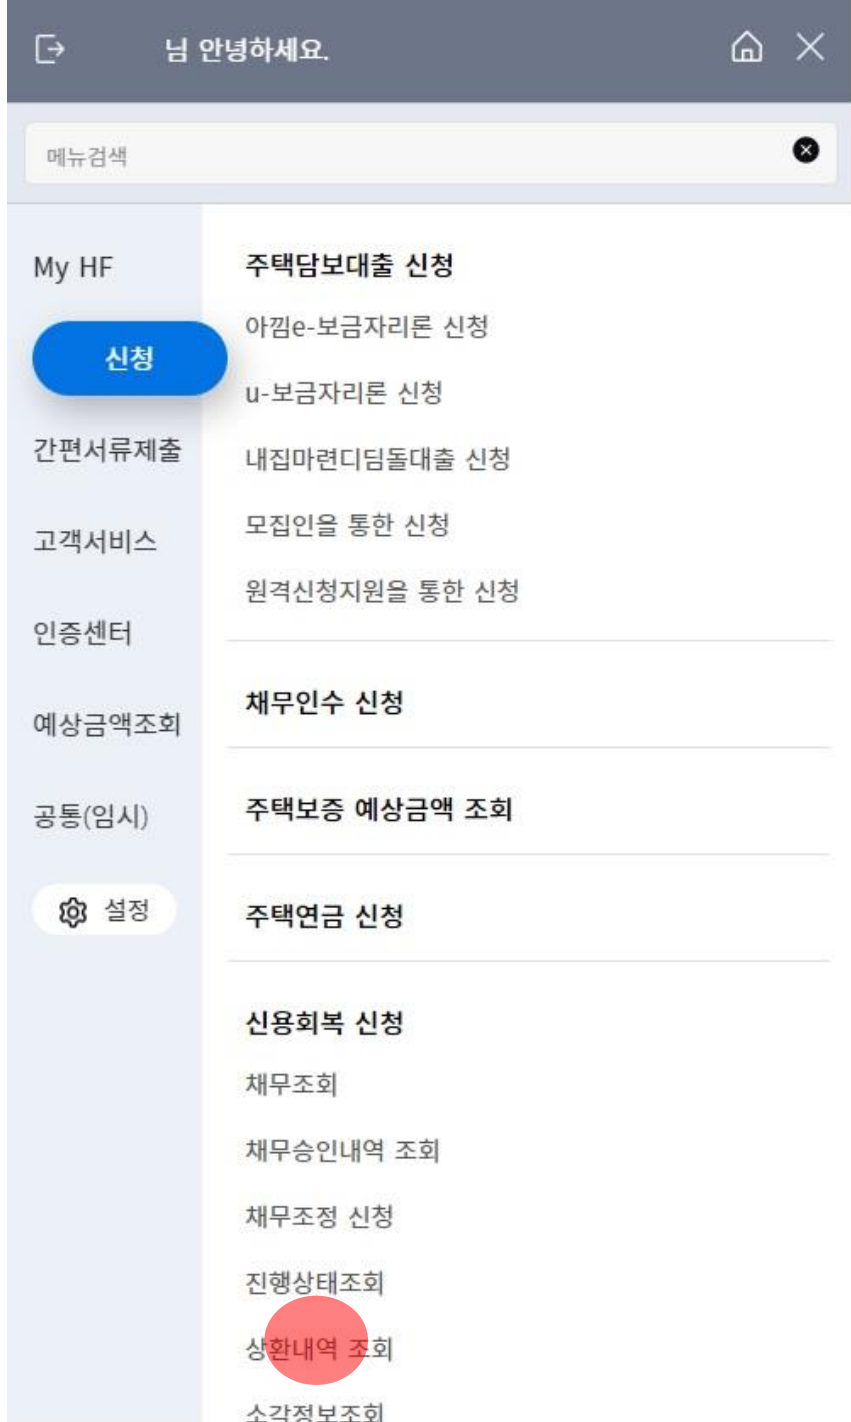 님 안녕하세요.
메뉴검색
My HF
신청
간편서류제출
고객서비스
인증센터
예상금액조회
공통(임시)
설정
주택담보대출 신청
아낌e-보금자리론 신청
u-보금자리론 신청
내집마련디딤돌대출 신청
모집인을 통한 신청
원격신청지원을 통한 신청
채무인수 신청
주택보증 예상금액 조회
주택연금 신청
신용회복 신청
채무조회
채무승인내역 조회
채무조정 신청
진행상태조회
상환내역 조회
소각정보조회